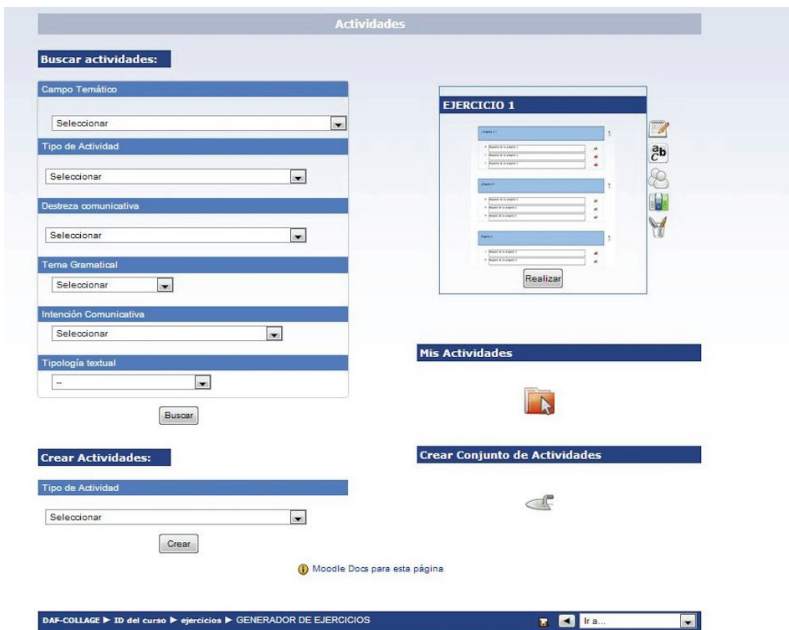 Actividades
Buscar actividades:
Campo Temático
Seleccionar
Tipo de Actividad
Seleccionar
Destreza comunicativa
Seleccionar
Tema Gramatical
Seleccionar
Intención Comunicativa
Seleccionar
Tipología textual
--
Buscar
Crear Actividades:
Tipo de Actividad
Seleccionar
Crear
EJERCICIO 1
Realizar
Mis Actividades
Crear Conjunto de Actividades
Moodle Docs para esta página
DAF-COLLAGE ► ID del curso ► ejercicios ► GENERADOR DE EJERCICIOS
Ir a...